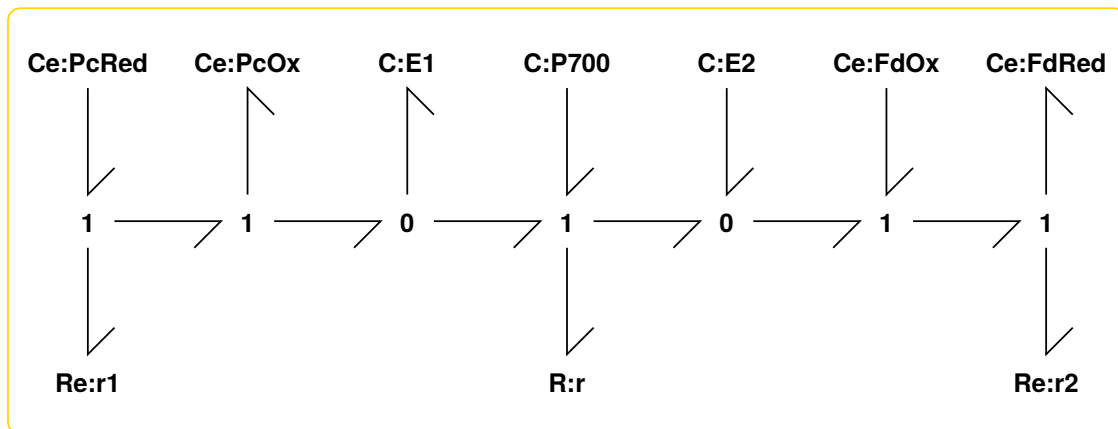 Ce:PcRed Ce:PcOx C:E1 C:P700 C:E2 Ce:FdOx Ce:FdRed
1 1 0 1 0 1 1
Re:r1 R:r Re:r2